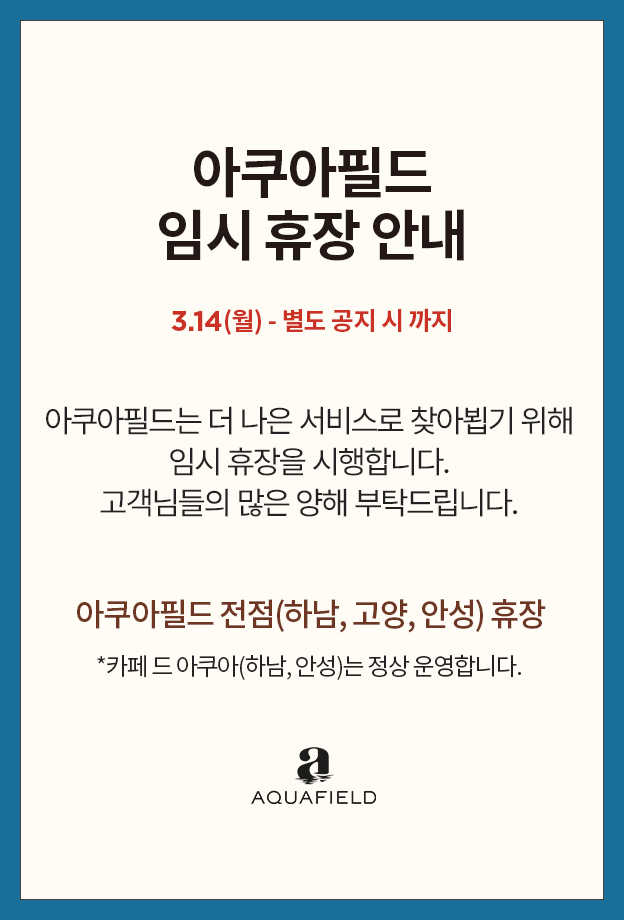 아쿠아필드
임시 휴장 안내
3.14(월) - 별도 공지 시 까지
아쿠아필드는 더 나은 서비스로 찾아뵙기 위해
임시 휴장을 시행합니다.
고객님들의 많은 양해 부탁드립니다.
아쿠아필드 전점(하남, 고양, 안성) 휴장
*카페 드 아쿠아(하남, 안성)는 정상 운영합니다.
a
AQUAFIELD